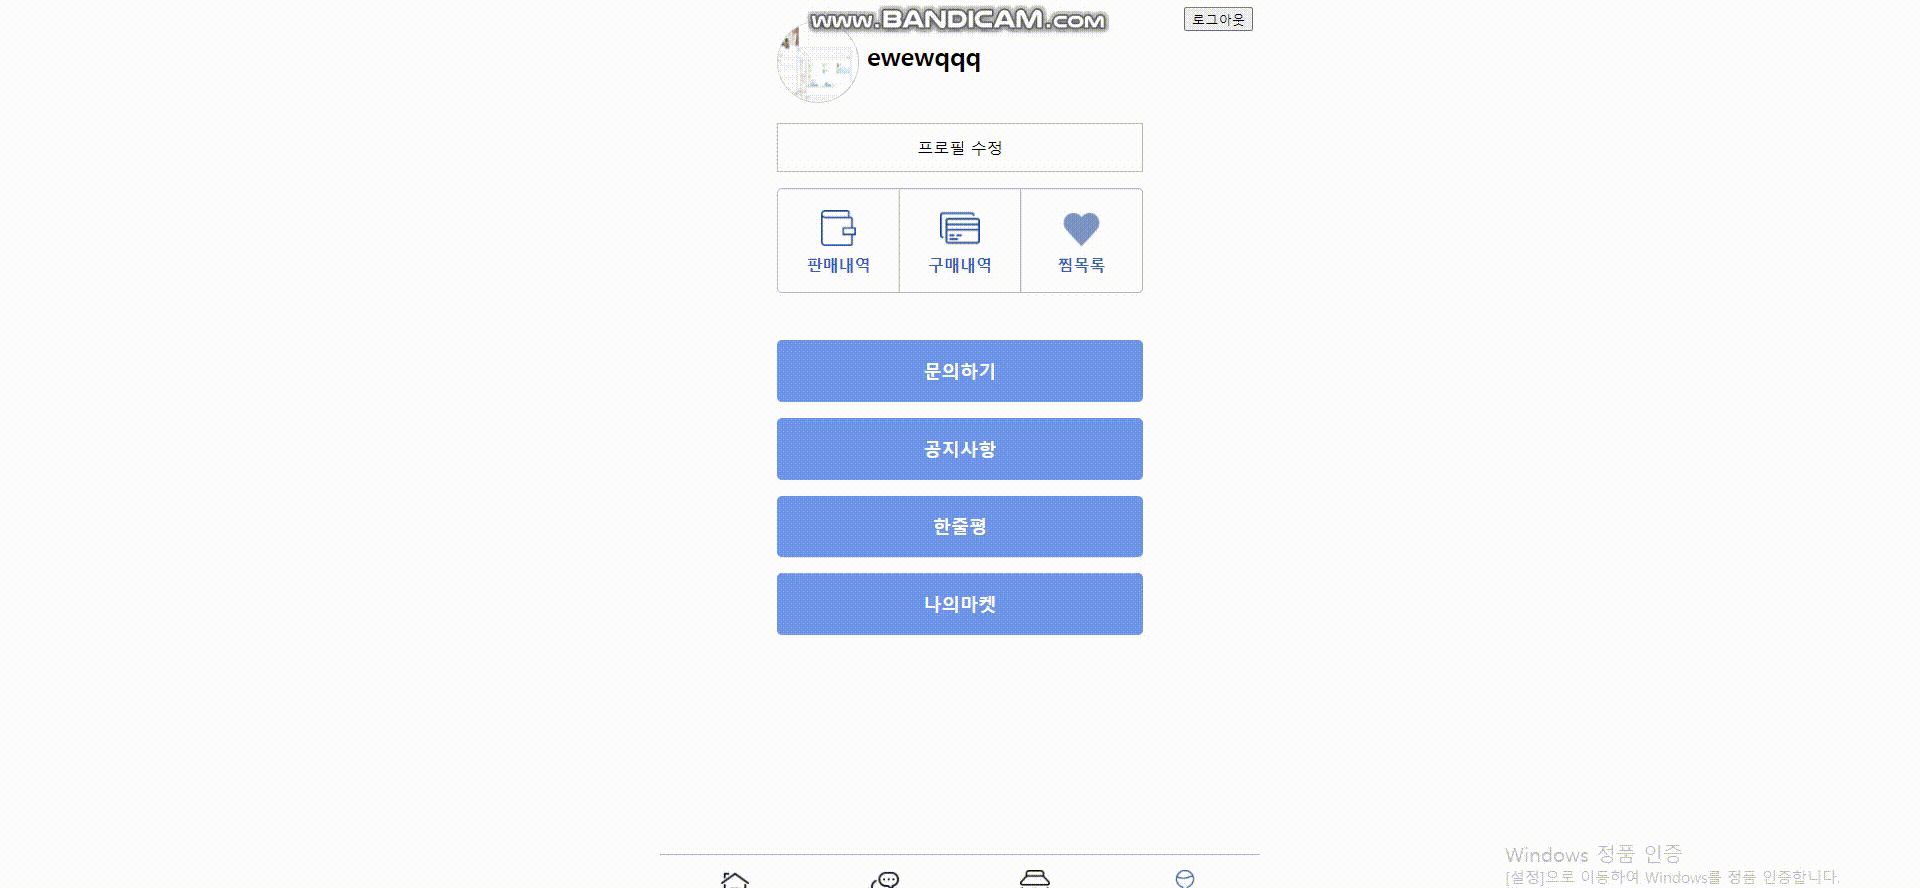 www.BANDICAM.com
로그아웃
ewewqqq
프로필 수정
판매내역
구매내역
찜목록
문의하기
공지사항
한줄평
나의마켓
Windows 정품 인증
[설정]으로 이동하여 Windows를 정품 인증합니다.